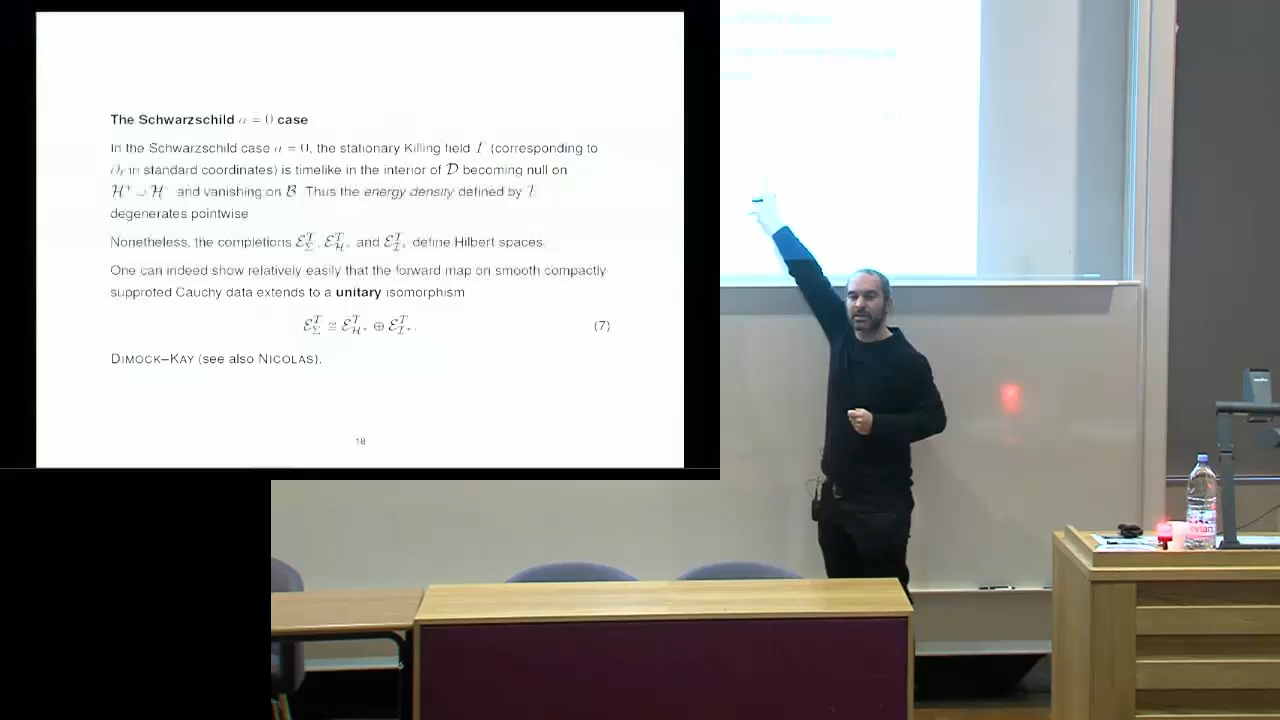 The Schwarzschild a = 0 case
In the Schwarzschild case a = 0, the stationary Killing field T (corresponding to
∂t in standard coordinates) is timelike in the interior of D becoming null on
H⁺ ∪ H⁻ and vanishing on B. Thus the energy density defined by T
degenerates pointwise
Nonetheless, the completions ℰ^T_Σ, ℰ^T_H⁺ and ℰ^T_I⁺ define Hilbert spaces.
One can indeed show relatively easily that the forward map on smooth compactly
supproted Cauchy data extends to a unitary isomorphism
ℰ^T_Σ ≅ ℰ^T_H⁺ ⊕ ℰ^T_I⁺. (7)
DIMOCK–KAY (see also NICOLAS).
18
evian